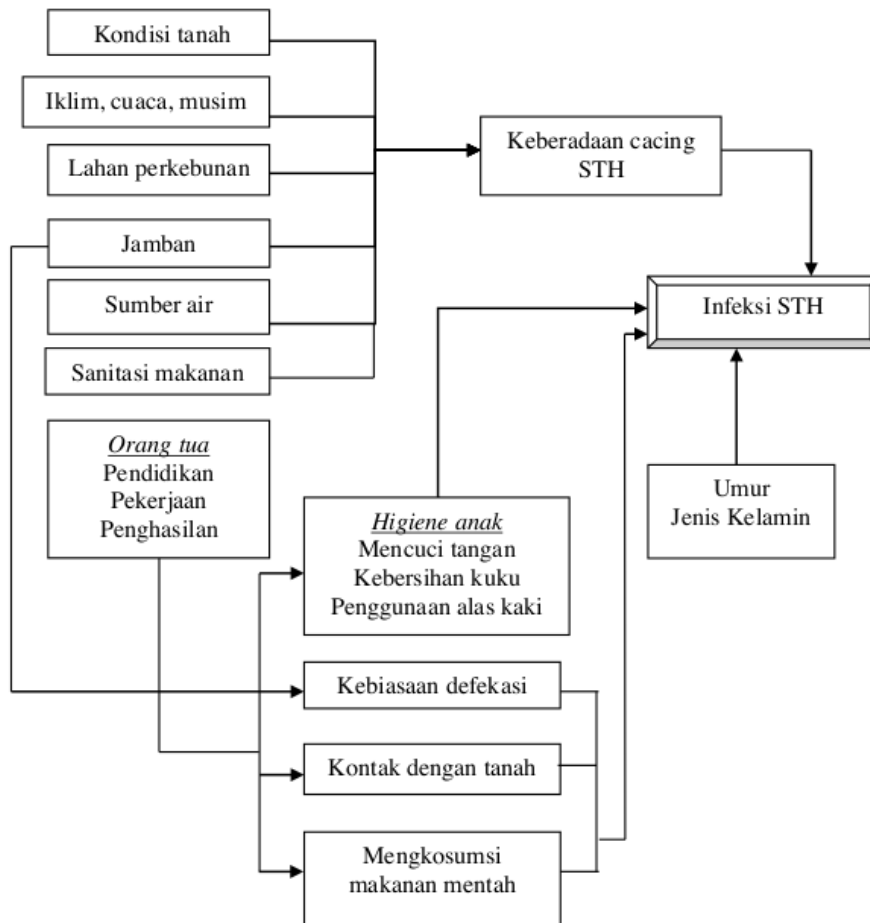 Kondisi tanah
Iklim, cuaca, musim
Lahan perkebunan
Jamban
Sumber air
Sanitasi makanan
Keberadaan cacing
STH
Infeksi STH
Umur
Jenis Kelamin
Orang tua
Pendidikan
Pekerjaan
Penghasilan
Higiene anak
Mencuci tangan
Kebersihan kuku
Penggunaan alas kaki
Kebiasaan defekasi
Kontak dengan tanah
Mengkosumsi
makanan mentah